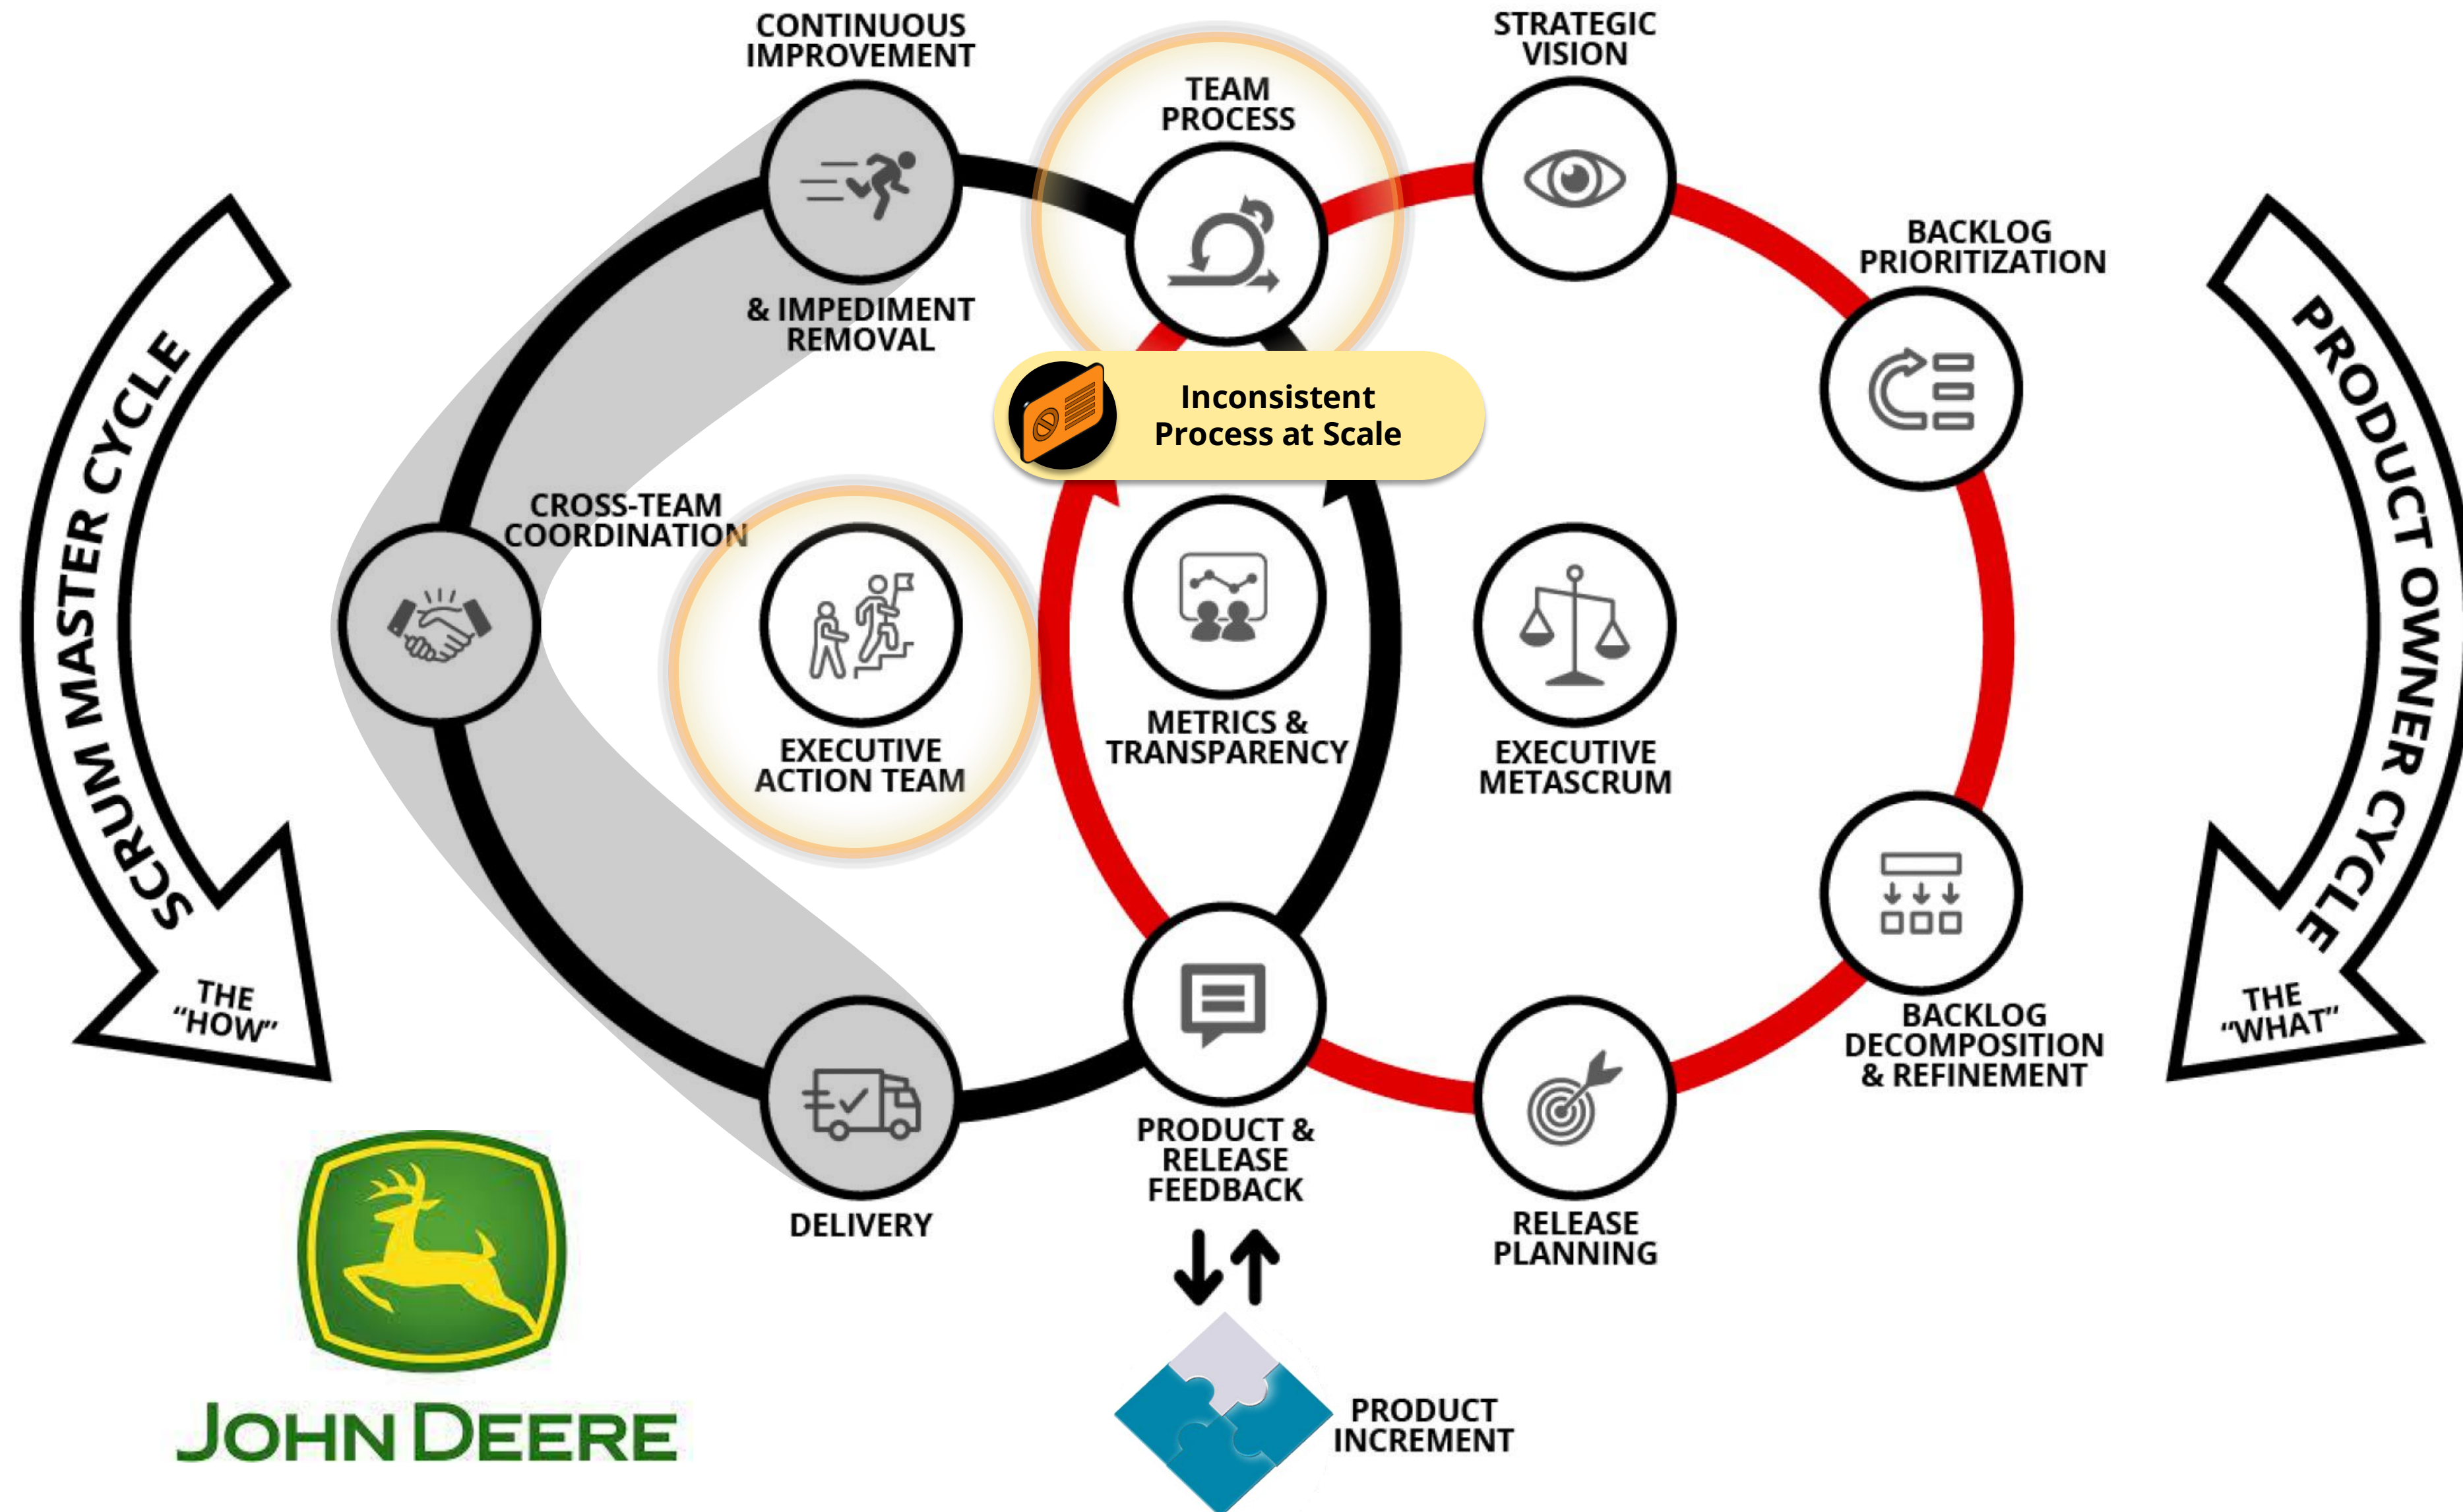 CONTINUOUS
IMPROVEMENT
& IMPEDIMENT
REMOVAL
TEAM
PROCESS
STRATEGIC
VISION
BACKLOG
PRIORITIZATION
Inconsistent
Process at Scale
SCRUM MASTER CYCLE
THE
“HOW”
CROSS-TEAM
COORDINATION
EXECUTIVE
ACTION TEAM
METRICS &
TRANSPARENCY
EXECUTIVE
METASCRUM
PRODUCT OWNER CYCLE
THE
“WHAT”
BACKLOG
DECOMPOSITION
& REFINEMENT
DELIVERY
PRODUCT &
RELEASE
FEEDBACK
RELEASE
PLANNING
JOHN DEERE
PRODUCT
INCREMENT